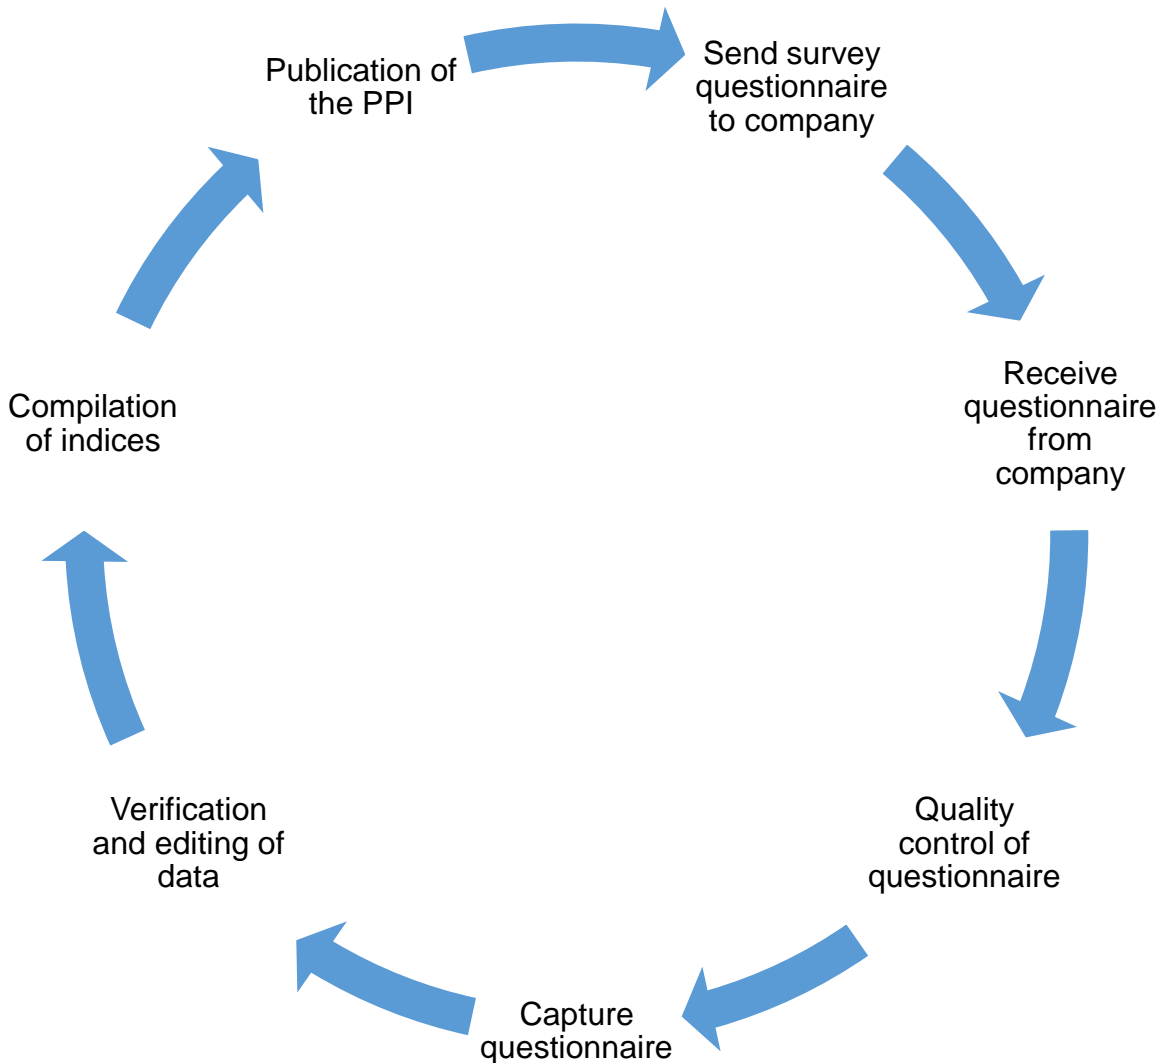 Publication of
the PPI
Send survey
questionnaire
to company
Receive
questionnaire
from
company
Quality
control of
questionnaire
Capture
questionnaire
Verification
and editing of
data
Compilation
of indices